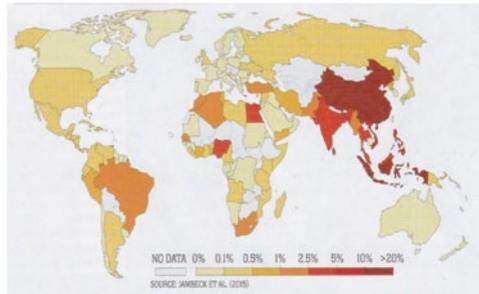 NO DATA 0% 0.1% 0.5% 1% 2.5% 5% 10% >20%
SOURCE: JAMBECK ET AL. (2015)